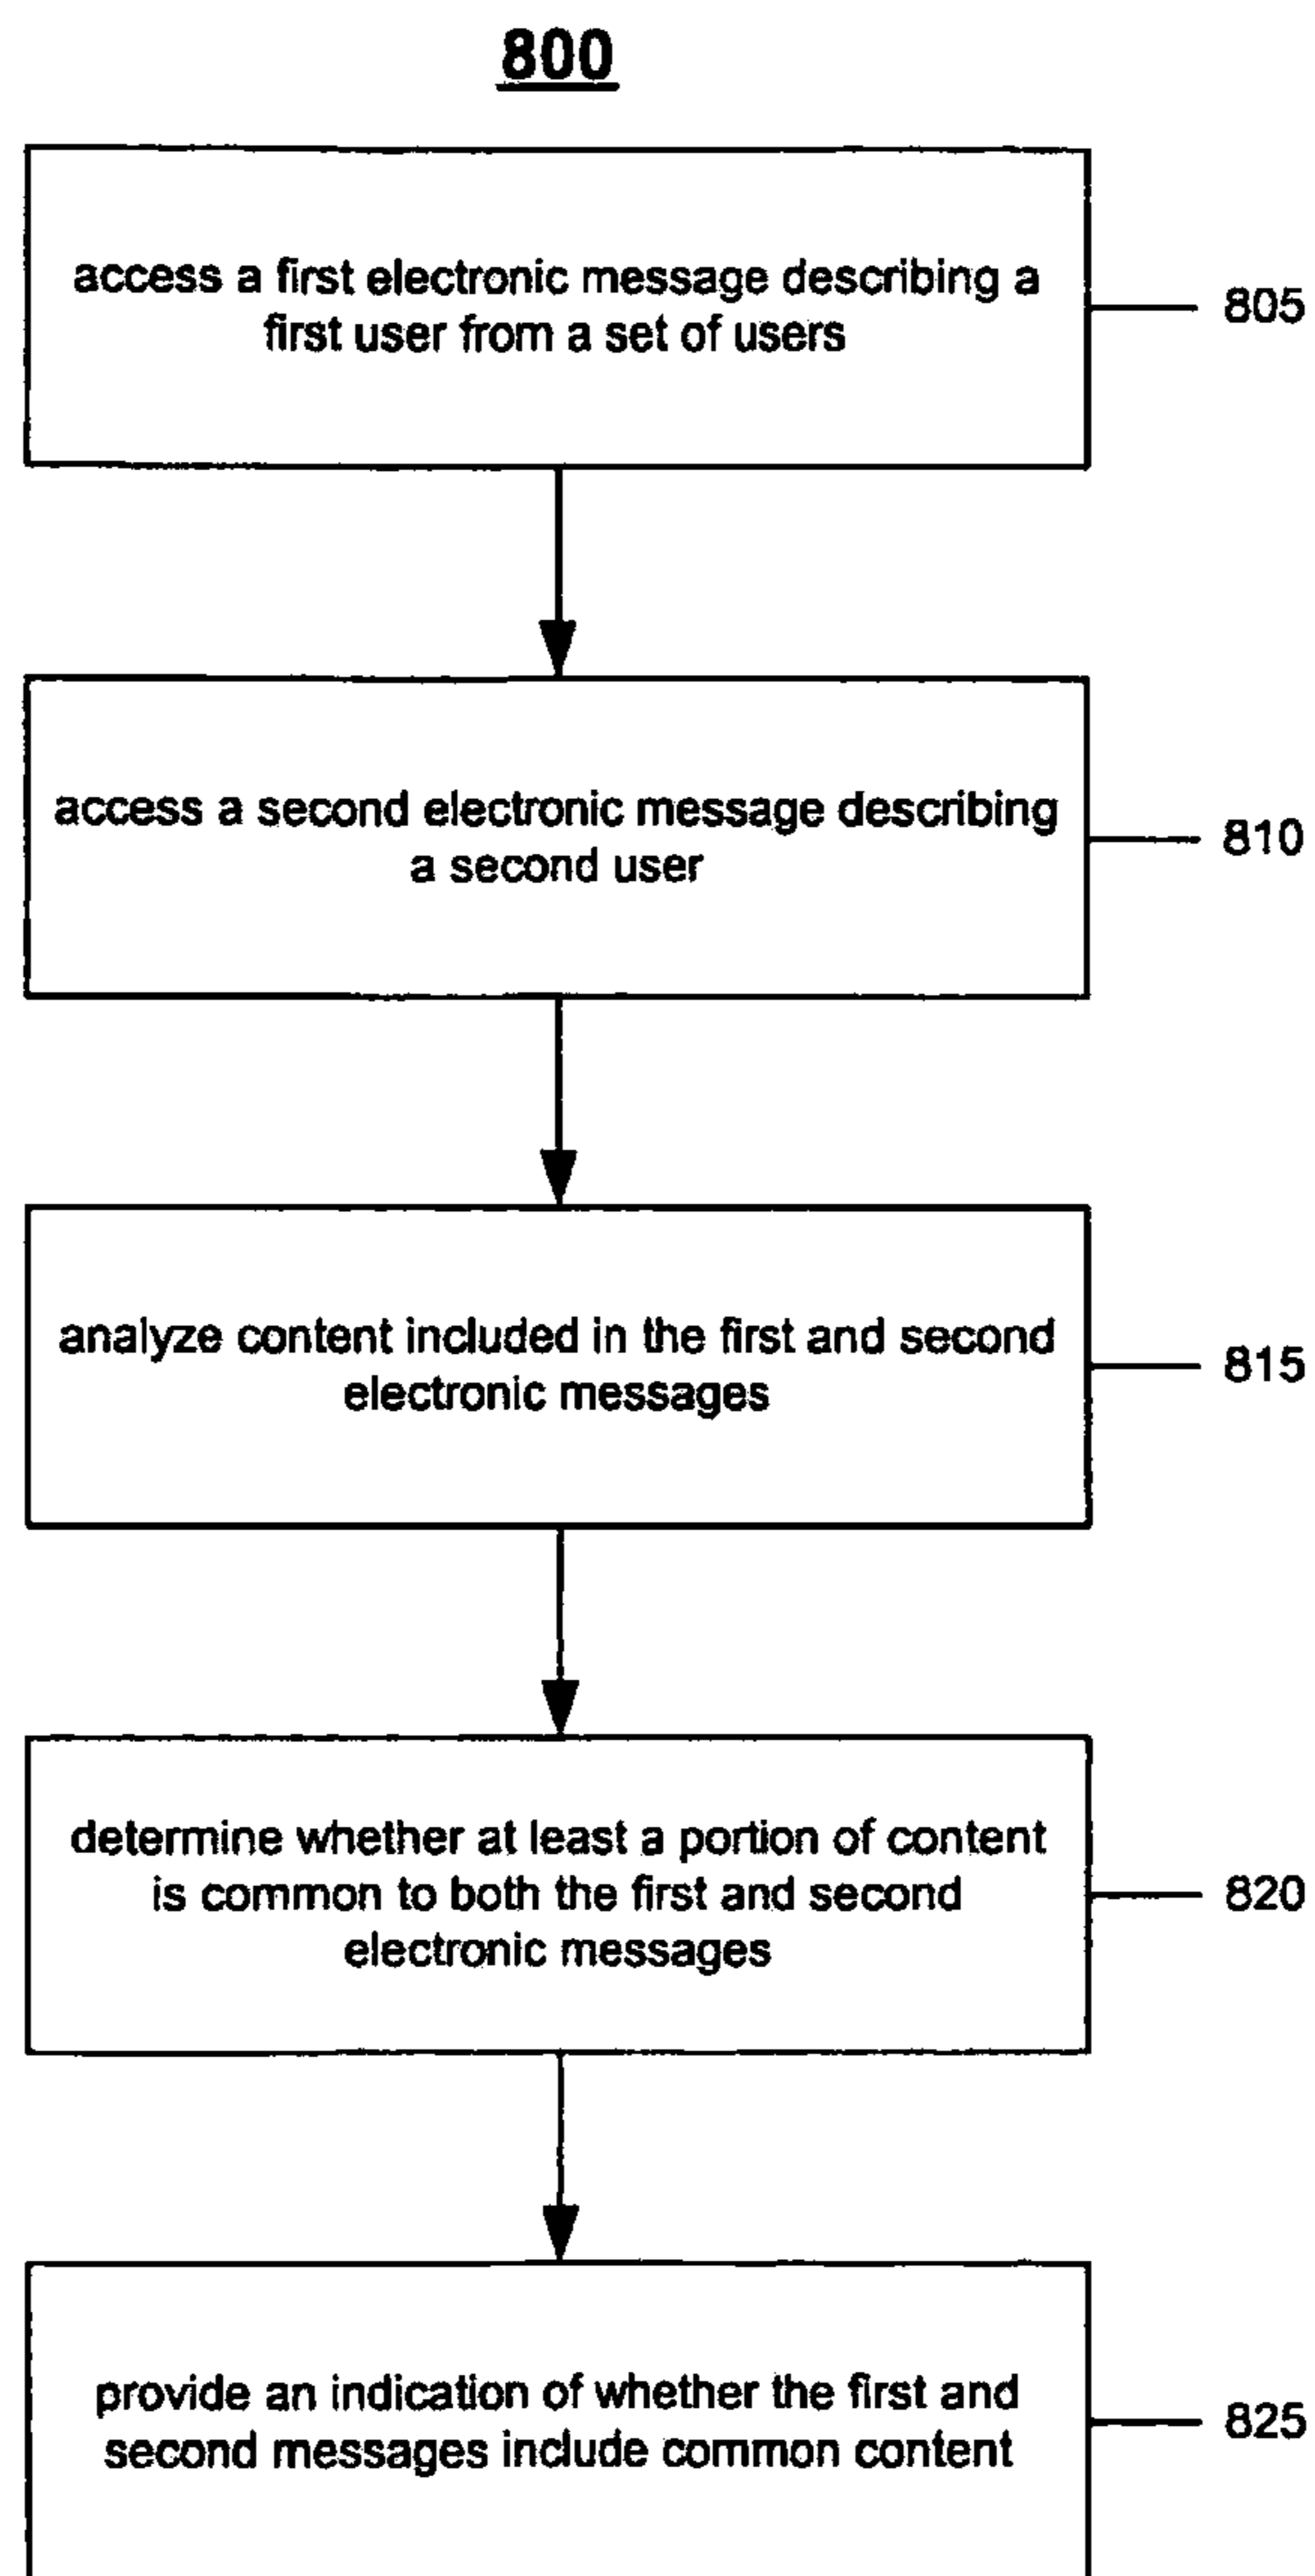 800
access a first electronic message describing a
first user from a set of users
805
access a second electronic message describing
a second user
810
analyze content included in the first and second
electronic messages
815
determine whether at least a portion of content
is common to both the first and second
electronic messages
820
provide an indication of whether the first and
second messages include common content
825